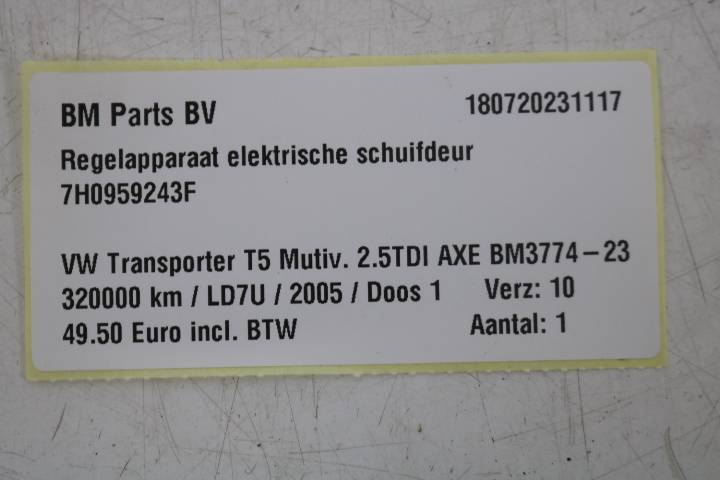 BM Parts BV 180720231117
Regelapparaat elektrische schuifdeur
7H0959243F
VW Transporter T5 Mutiv. 2.5TDI AXE BM3774-23
320000 km / LD7U / 2005 / Doos 1 Verz: 10
49.50 Euro incl. BTW Aantal: 1